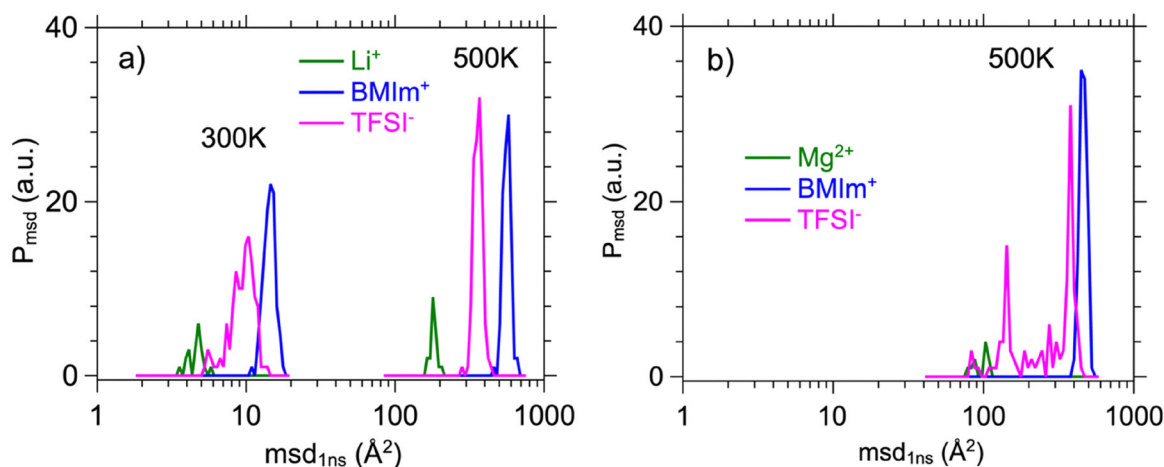 a)
Li⁺
BMIm⁺
TFSI⁻
300K
500K
40
20
0
P_msd (a.u.)
1
10
100
1000
msd_1ns (Å²)
b)
500K
Mg²⁺
BMIm⁺
TFSI⁻
40
20
0
P_msd (a.u.)
1
10
100
1000
msd_1ns (Å²)